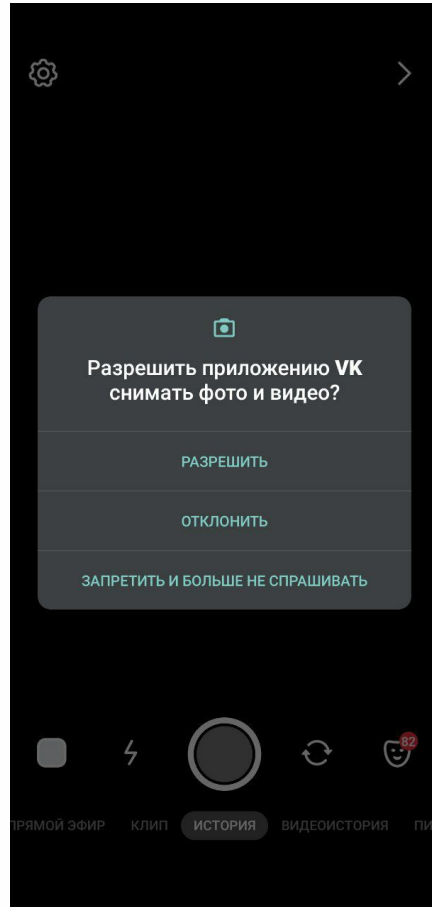 Разрешить приложению VK
снимать фото и видео?
РАЗРЕШИТЬ
ОТКЛОНИТЬ
ЗАПРЕТИТЬ И БОЛЬШЕ НЕ СПРАШИВАТЬ
82
ПРЯМОЙ ЭФИР КЛИП ИСТОРИЯ ВИДЕОИСТОРИЯ